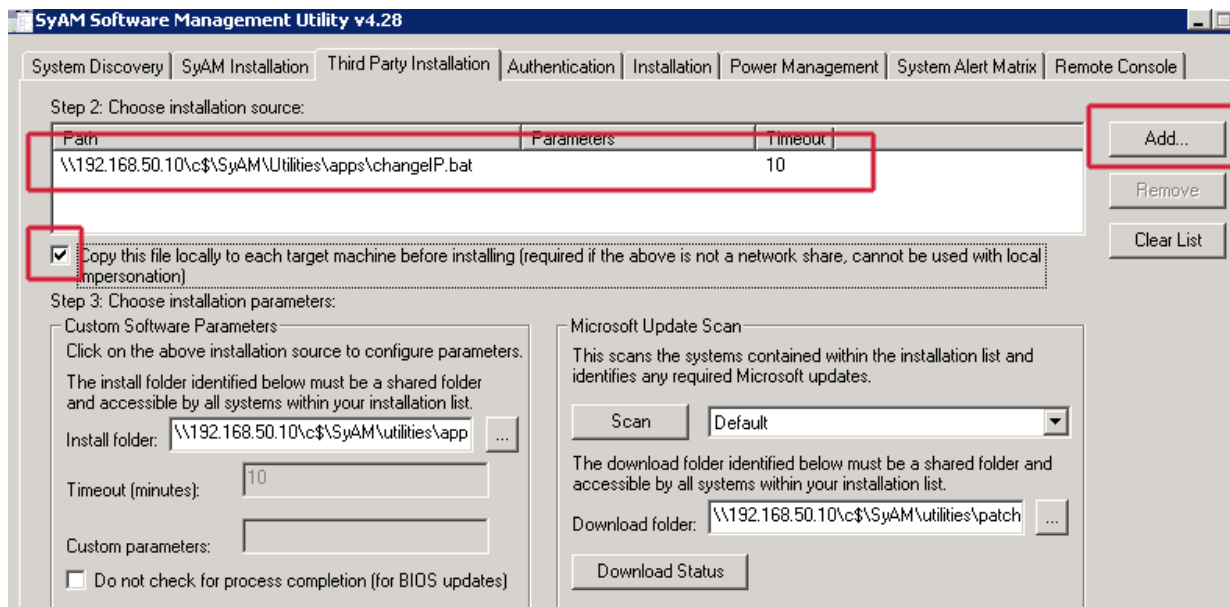 SyAM Software Management Utility v4.28
System Discovery SyAM Installation Third Party Installation Authentication Installation Power Management System Alert Matrix Remote Console
Step 2: Choose installation source:
Path Parameters Timeout
\\192.168.50.10\c$\SyAM\Utilities\apps\changeIP.bat 10
Add...
Remove
Clear List
Copy this file locally to each target machine before installing (required if the above is not a network share, cannot be used with local
impersonation)
Step 3: Choose installation parameters:
Custom Software Parameters
Click on the above installation source to configure parameters.
The install folder identified below must be a shared folder
and accessible by all systems within your installation list.
Install folder: \\192.168.50.10\c$\SyAM\utilities\app ...
Timeout (minutes): 10
Custom parameters:
Do not check for process completion (for BIOS updates)
Microsoft Update Scan
This scans the systems contained within the installation list and
identifies any required Microsoft updates.
Scan Default
The download folder identified below must be a shared folder and
accessible by all systems within your installation list.
Download folder: \\192.168.50.10\c$\SyAM\utilities\patch ...
Download Status